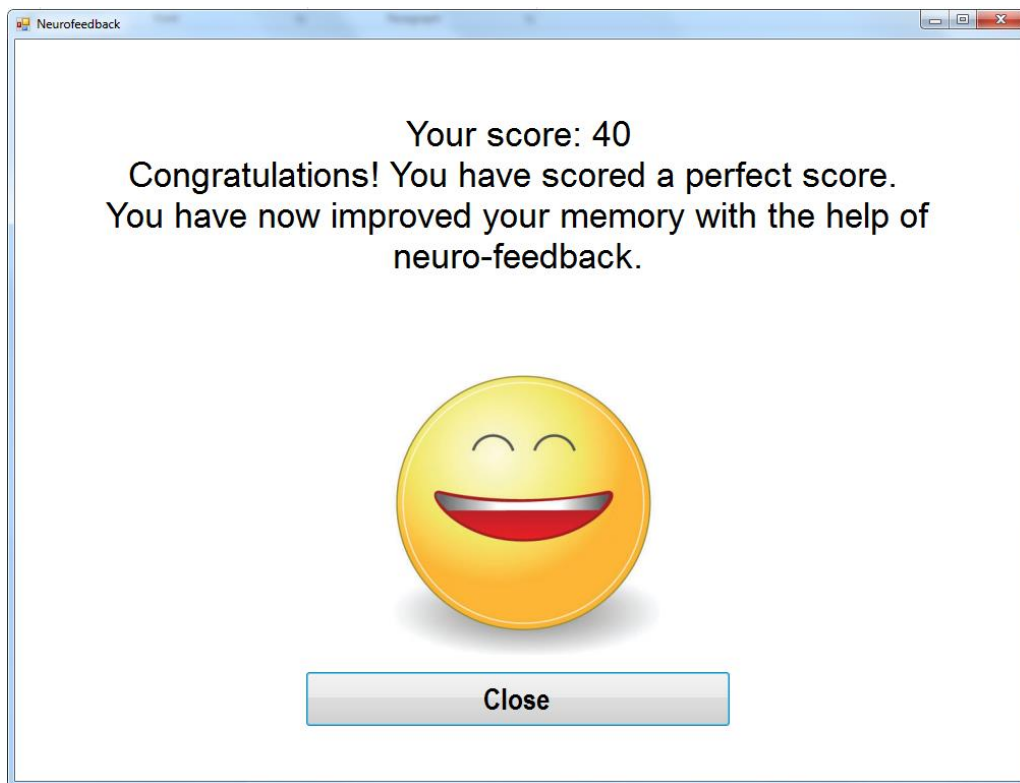 Neurofeedback
Your score: 40
Congratulations! You have scored a perfect score.
You have now improved your memory with the help of
neuro-feedback.
Close